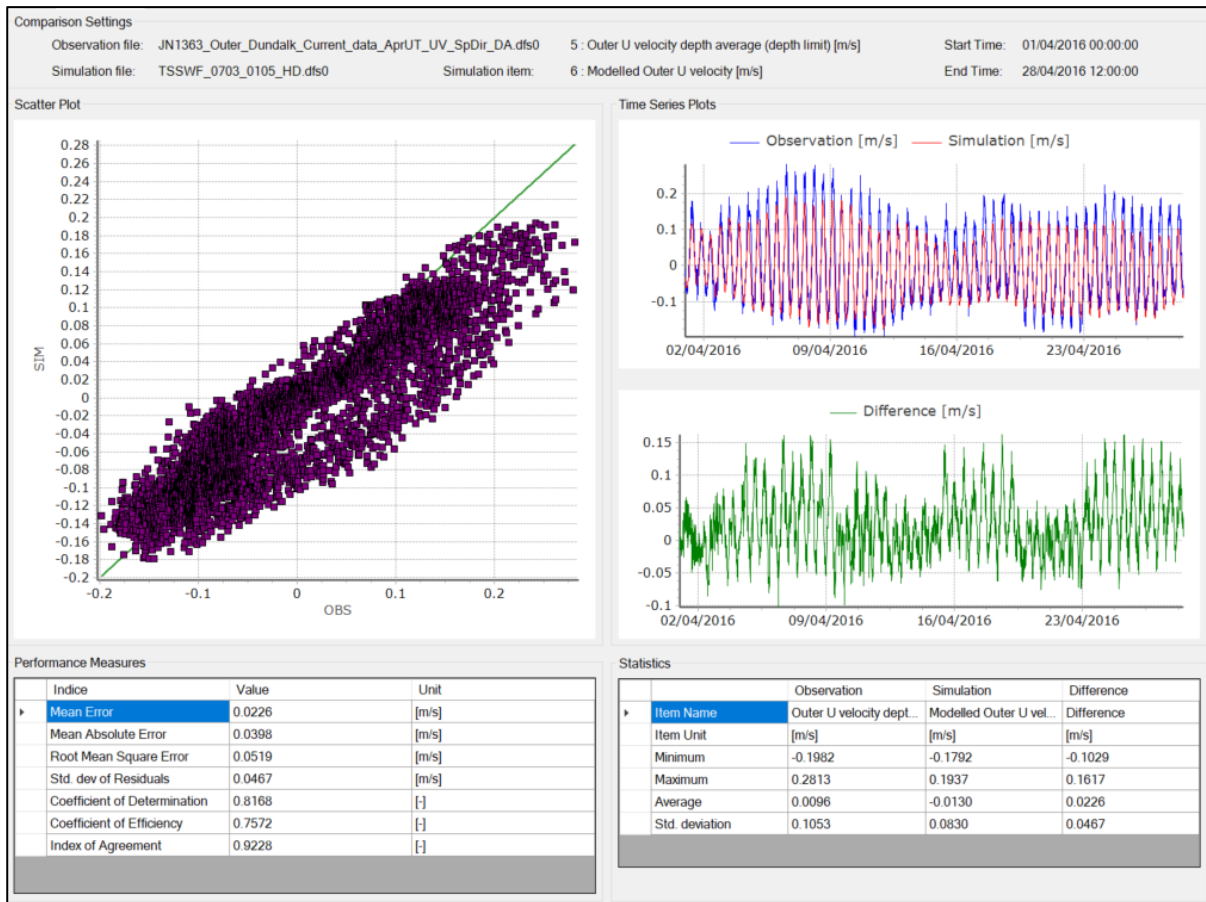 Comparison Settings
Observation file: JN1363_Outer_Dundalk_Current_data_AprUT_UV_SpDir_DA.dfs0 5 : Outer U velocity depth average (depth limit) [m/s] Start Time: 01/04/2016 00:00:00
Simulation file: TSSWF_0703_0105_HD.dfs0 Simulation item: 6 : Modelled Outer U velocity [m/s] End Time: 28/04/2016 12:00:00
Scatter Plot
0.28
0.26
0.24
0.22
0.2
0.18
0.16
0.14
0.12
0.1
0.08
0.06
0.04
0.02
0
-0.02
-0.04
-0.06
-0.08
-0.1
-0.12
-0.14
-0.16
-0.18
-0.2
SIM
-0.2 -0.1 0 0.1 0.2
OBS
Time Series Plots
Observation [m/s] Simulation [m/s]
0.2
0.1
0
-0.1
02/04/2016 09/04/2016 16/04/2016 23/04/2016
Difference [m/s]
0.15
0.1
0.05
0
-0.05
-0.1
02/04/2016 09/04/2016 16/04/2016 23/04/2016
Performance Measures
Indice Value Unit
Mean Error 0.0226 [m/s]
Mean Absolute Error 0.0398 [m/s]
Root Mean Square Error 0.0519 [m/s]
Std. dev of Residuals 0.0467 [m/s]
Coefficient of Determination 0.8168 [-]
Coefficient of Efficiency 0.7572 [-]
Index of Agreement 0.9228 [-]
Statistics
Observation Simulation Difference
Item Name Outer U velocity dept... Modelled Outer U vel... Difference
Item Unit [m/s] [m/s] [m/s]
Minimum -0.1982 -0.1792 -0.1029
Maximum 0.2813 0.1937 0.1617
Average 0.0096 -0.0130 0.0226
Std. deviation 0.1053 0.0830 0.0467